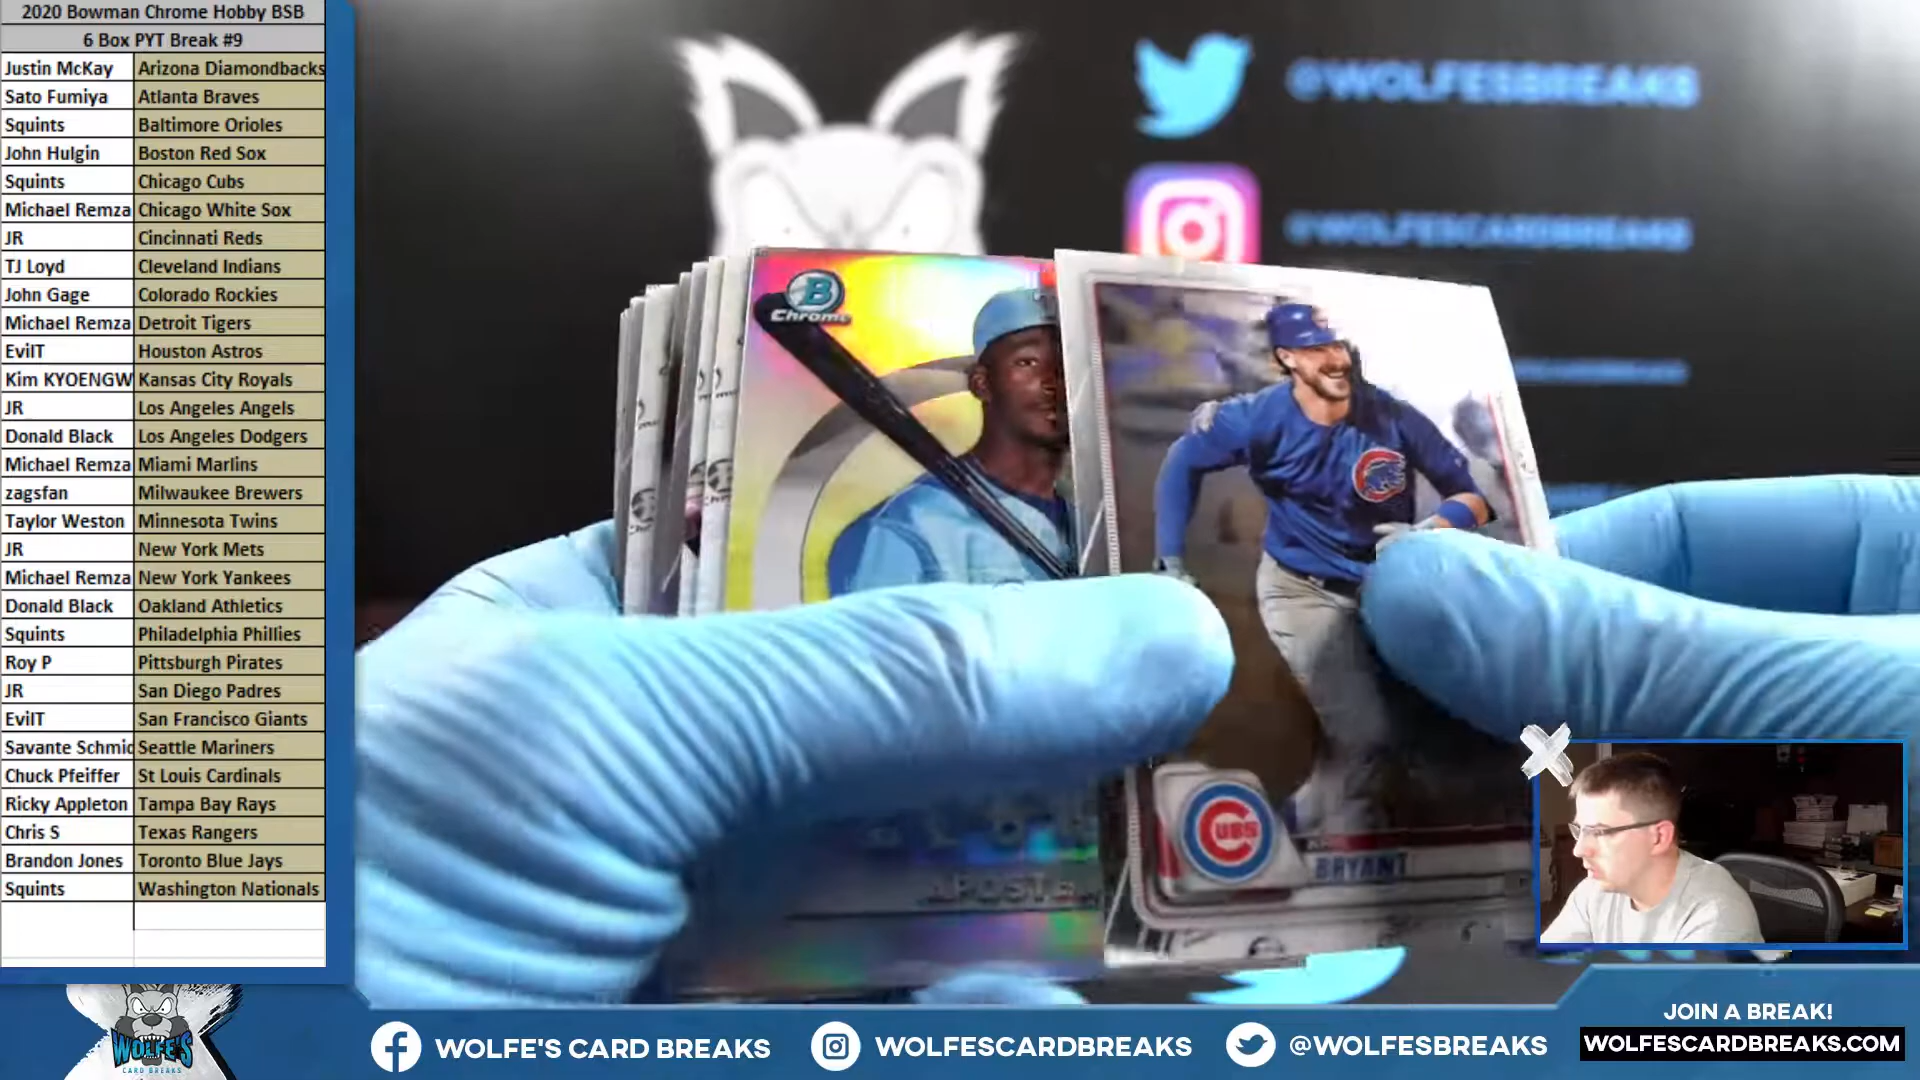 2020 Bowman Chrome Hobby BSB
6 Box PYT Break #9
Justin McKay Arizona Diamondbacks
Sato Fumiya Atlanta Braves
Squints Baltimore Orioles
John Hulgin Boston Red Sox
Squints Chicago Cubs
Michael Remza Chicago White Sox
JR Cincinnati Reds
TJ Loyd Cleveland Indians
John Gage Colorado Rockies
Michael Remza Detroit Tigers
EvilT Houston Astros
Kim KYOENGW Kansas City Royals
JR Los Angeles Angels
Donald Black Los Angeles Dodgers
Michael Remza Miami Marlins
zagsfan Milwaukee Brewers
Taylor Weston Minnesota Twins
JR New York Mets
Michael Remza New York Yankees
Donald Black Oakland Athletics
Squints Philadelphia Phillies
Roy P Pittsburgh Pirates
JR San Diego Padres
EvilT San Francisco Giants
Savante Schmid Seattle Mariners
Chuck Pfeiffer St Louis Cardinals
Ricky Appleton Tampa Bay Rays
Chris S Texas Rangers
Brandon Jones Toronto Blue Jays
Squints Washington Nationals
@WOLFESBREAKS
@WOLFESCARDBREAKS
B
Chrome
CUBS
BRYANT
WOLFE'S
CARD BREAKS
WOLFE'S CARD BREAKS
WOLFESCARDBREAKS
@WOLFESBREAKS
JOIN A BREAK!
WOLFESCARDBREAKS.COM